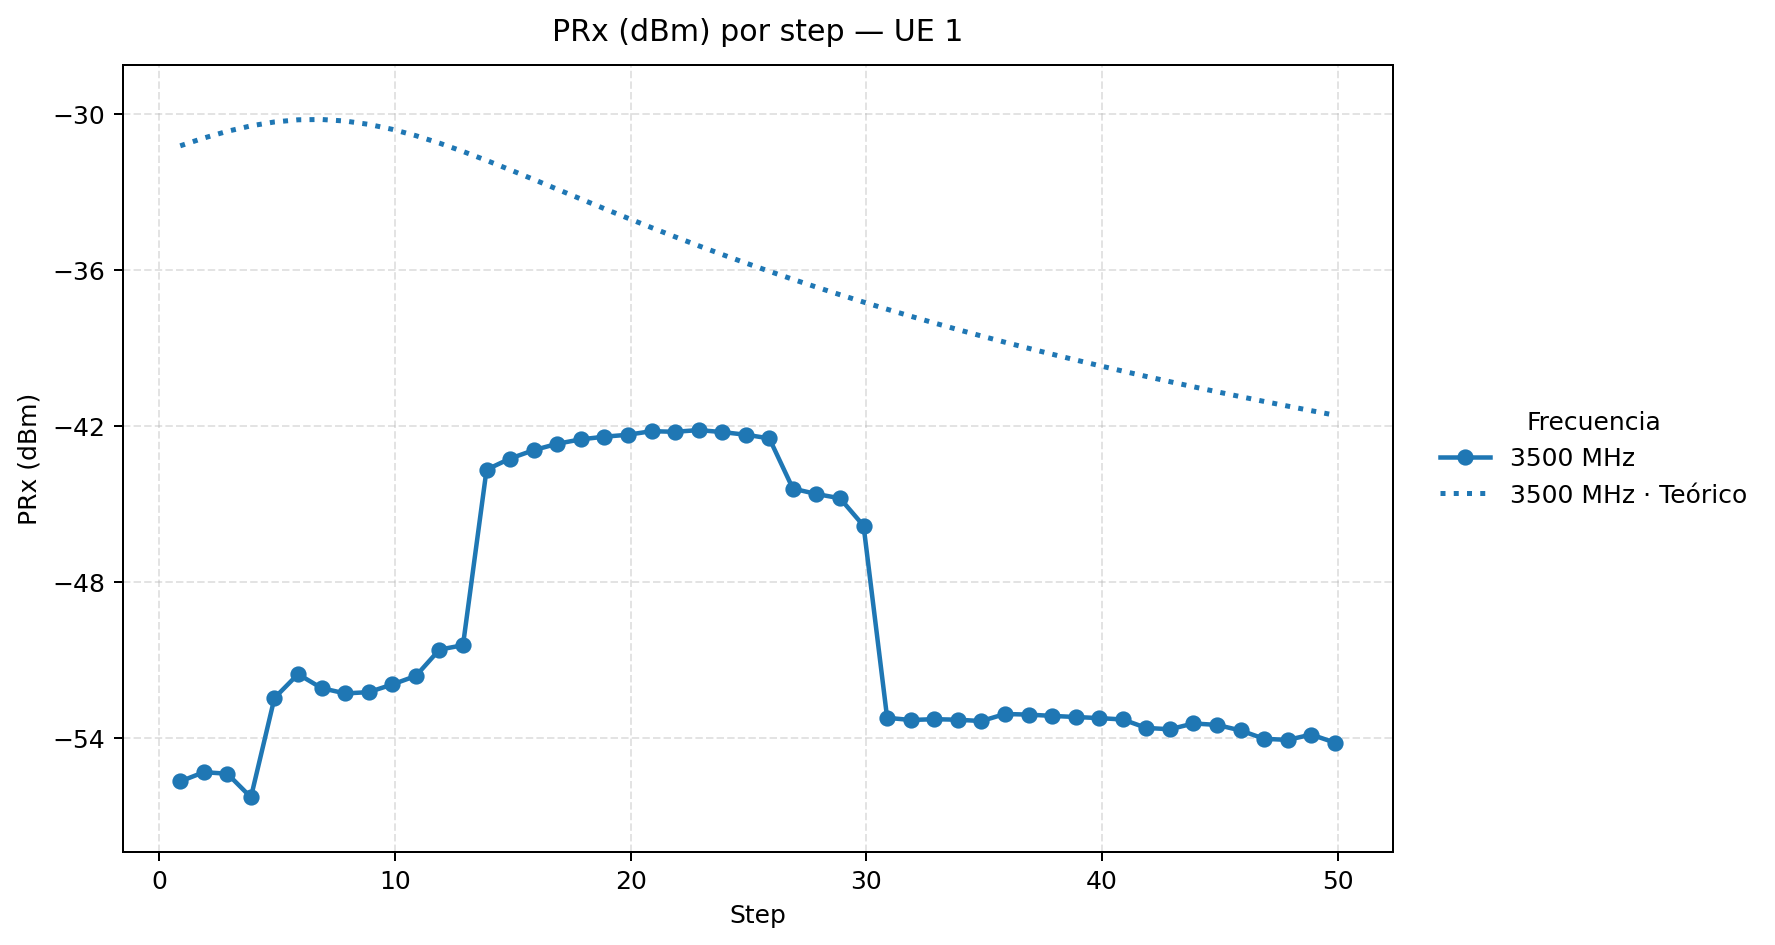 PRx (dBm) por step — UE 1
PRx (dBm)
−30
−36
−42
−48
−54
0
10
20
30
40
50
Step
Frecuencia
3500 MHz
3500 MHz · Teórico